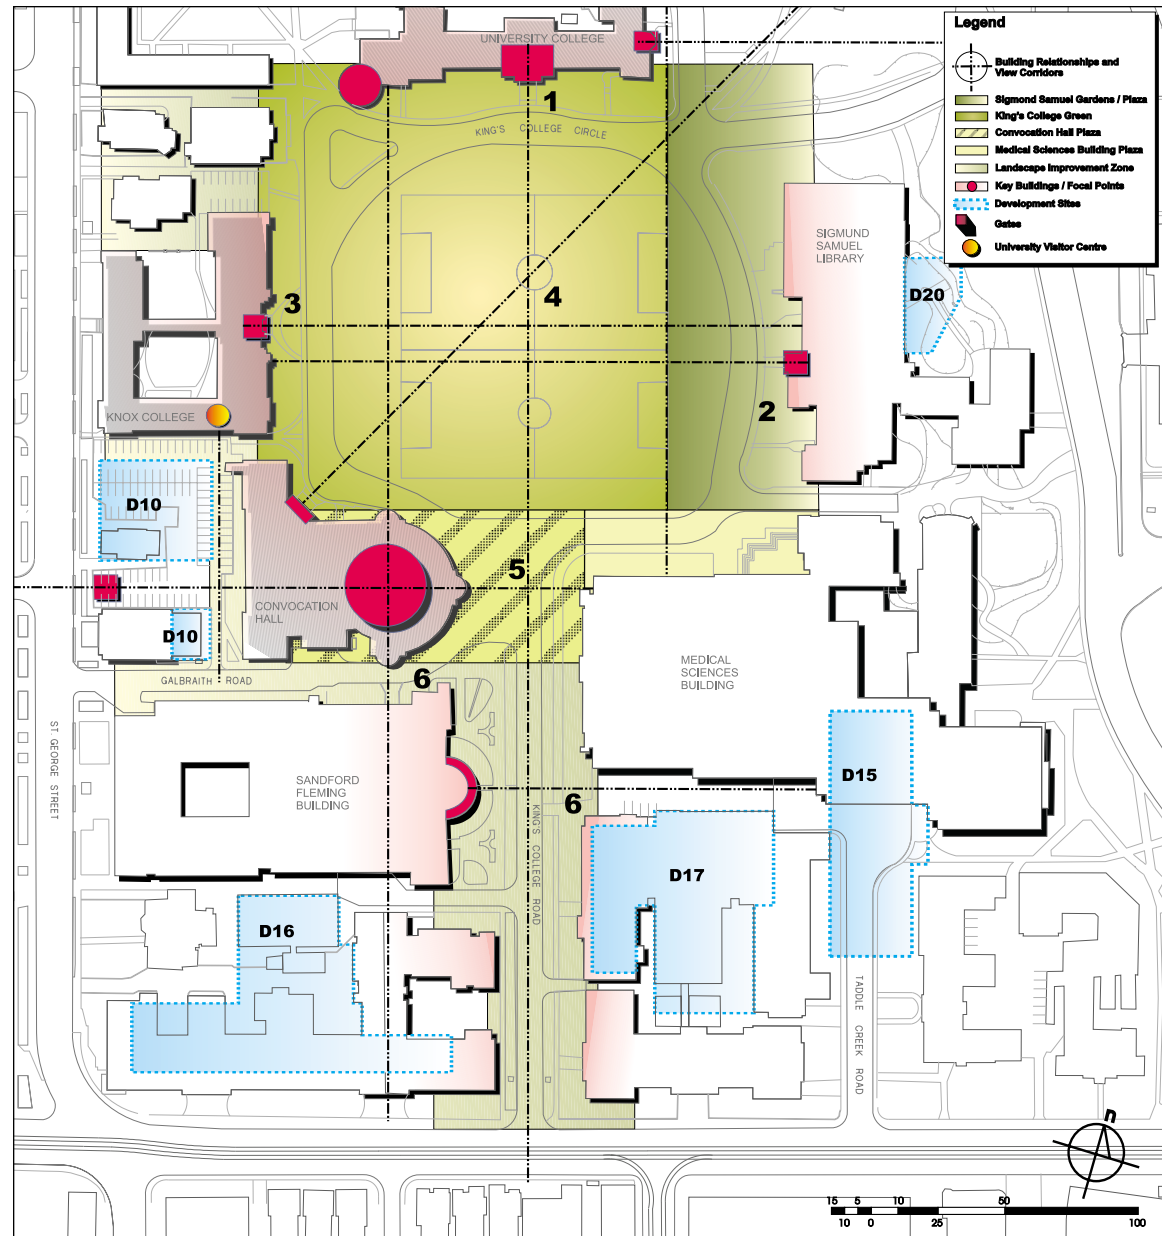 Legend
Building Relationships and
View Corridors
Sigmond Samuel Gardens / Plaza
King's College Green
Convocation Hall Plaza
Medical Sciences Building Plaza
Landscape Improvement Zone
Key Buildings / Focal Points
Development Sites
Gates
University Visitor Centre
UNIVERSITY COLLEGE
1
KING'S COLLEGE CIRCLE
SIGMUND
SAMUEL
LIBRARY
D20
3
4
2
KNOX COLLEGE
D10
5
CONVOCATION
HALL
D10
6
GALBRAITH ROAD
MEDICAL
SCIENCES
BUILDING
ST. GEORGE STREET
SANDFORD
FLEMING
BUILDING
D15
6
KING'S COLLEGE ROAD
D17
D16
TADDLE CREEK ROAD
n
15 5 10 50
10 0 25 100